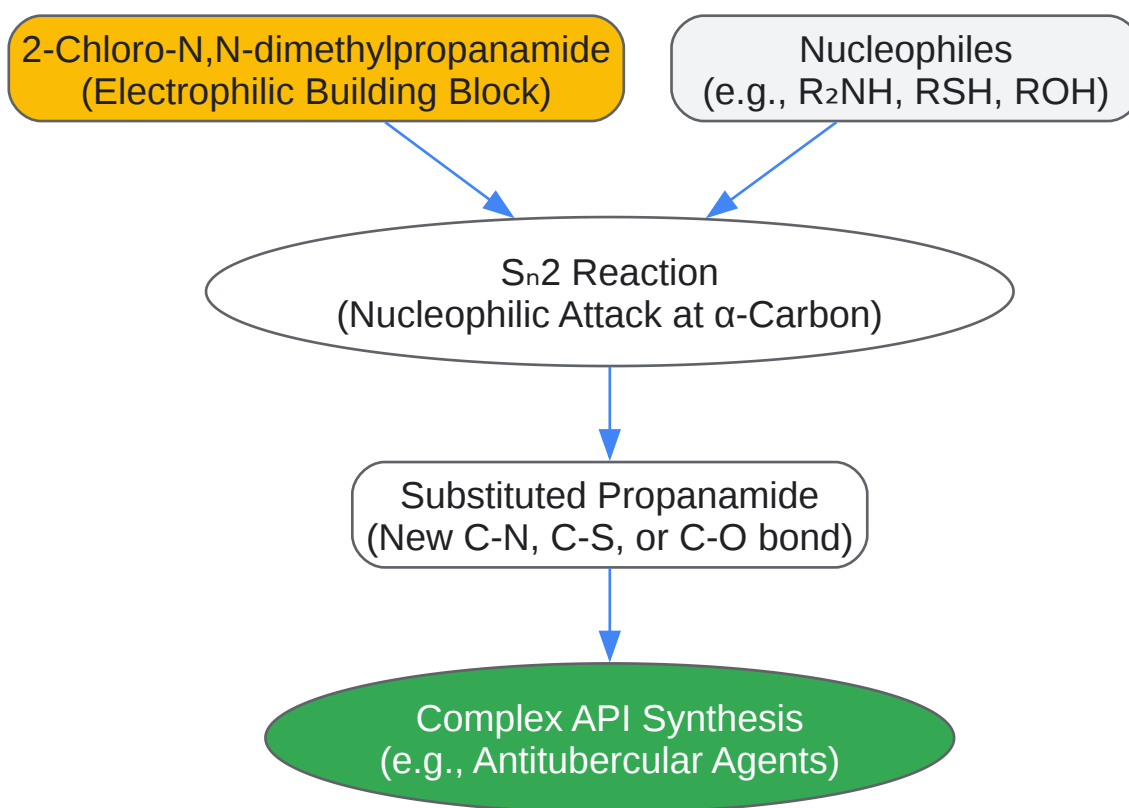 2-Chloro-N,N-dimethylpropanamide
(Electrophilic Building Block)
Nucleophiles
(e.g., R₂NH, RSH, ROH)
Sₙ2 Reaction
(Nucleophilic Attack at α-Carbon)
Substituted Propanamide
(New C-N, C-S, or C-O bond)
Complex API Synthesis
(e.g., Antitubercular Agents)